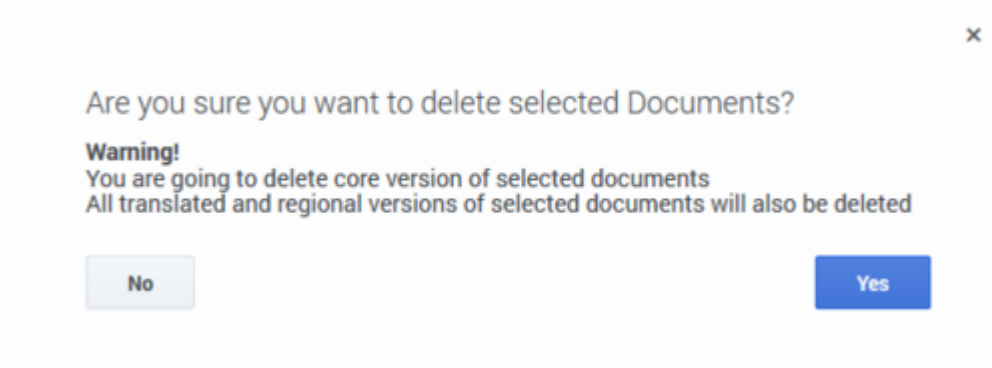 ×
Are you sure you want to delete selected Documents?
Warning!
You are going to delete core version of selected documents
All translated and regional versions of selected documents will also be deleted
No
Yes